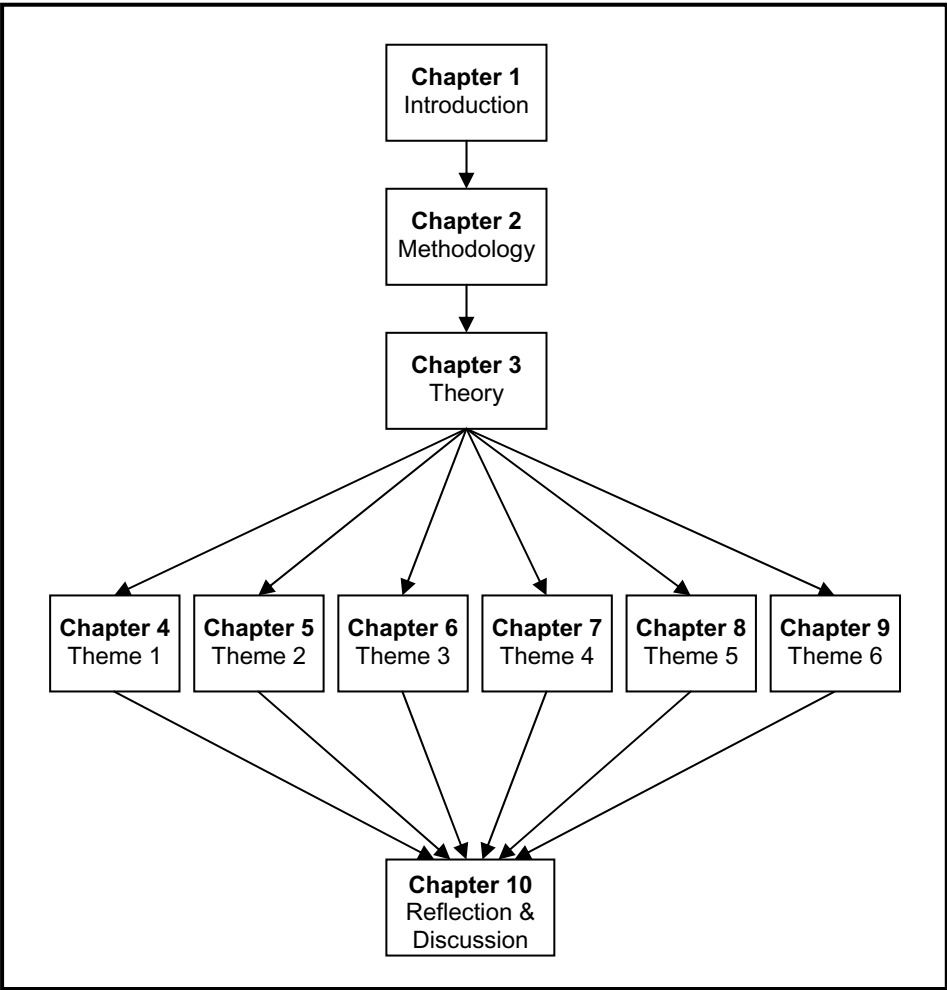 Chapter 1
Introduction
Chapter 2
Methodology
Chapter 3
Theory
Chapter 4
Theme 1
Chapter 5
Theme 2
Chapter 6
Theme 3
Chapter 7
Theme 4
Chapter 8
Theme 5
Chapter 9
Theme 6
Chapter 10
Reflection &
Discussion